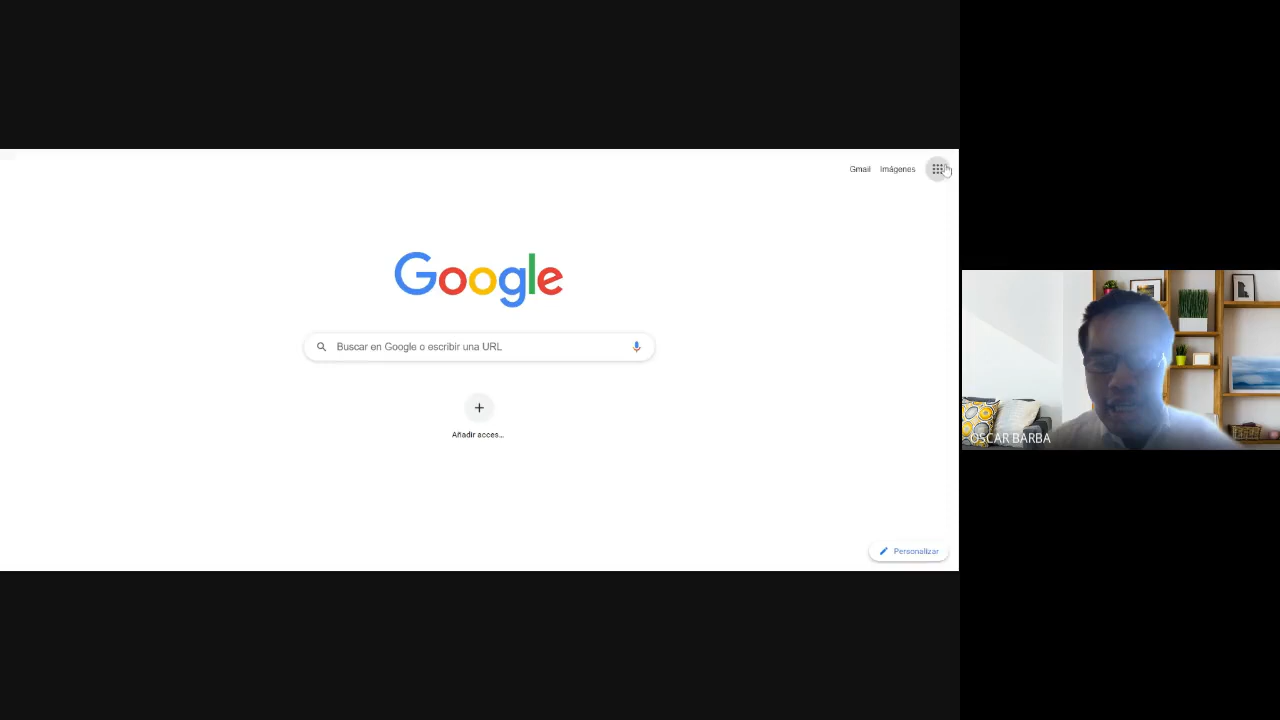 Gmail Imágenes
Google
Buscar en Google o escribir una URL
Añadir acces...
Personalizar
OSCAR BARBA